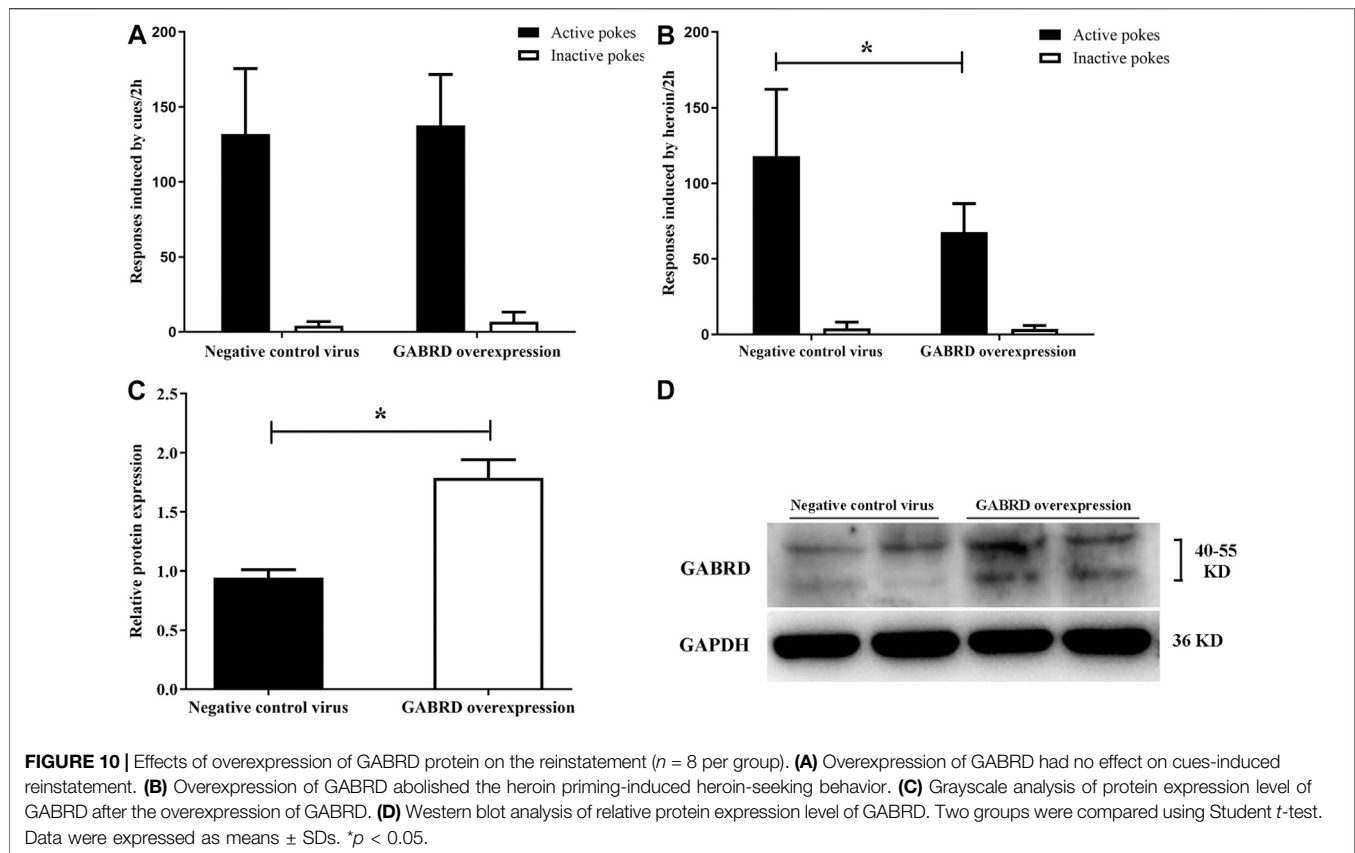 A
Active pokes
Inactive pokes
Responses induced by cues/2h
200
150
100
50
0
Negative control virus GABRD overexpression
B
Active pokes
Inactive pokes
Responses induced by heroin/2h
200
150
100
50
0
*
Negative control virus GABRD overexpression
C
Relative protein expression
2.5
2.0
1.5
1.0
0.5
0.0
*
Negative control virus GABRD overexpression
D
Negative control virus GABRD overexpression
GABRD
40-55
KD
GAPDH
36 KD
FIGURE 10 | Effects of overexpression of GABRD protein on the reinstatement (n = 8 per group). (A) Overexpression of GABRD had no effect on cues-induced
reinstatement. (B) Overexpression of GABRD abolished the heroin priming-induced heroin-seeking behavior. (C) Grayscale analysis of protein expression level of
GABRD after the overexpression of GABRD. (D) Western blot analysis of relative protein expression level of GABRD. Two groups were compared using Student t-test.
Data were expressed as means ± SDs. *p < 0.05.